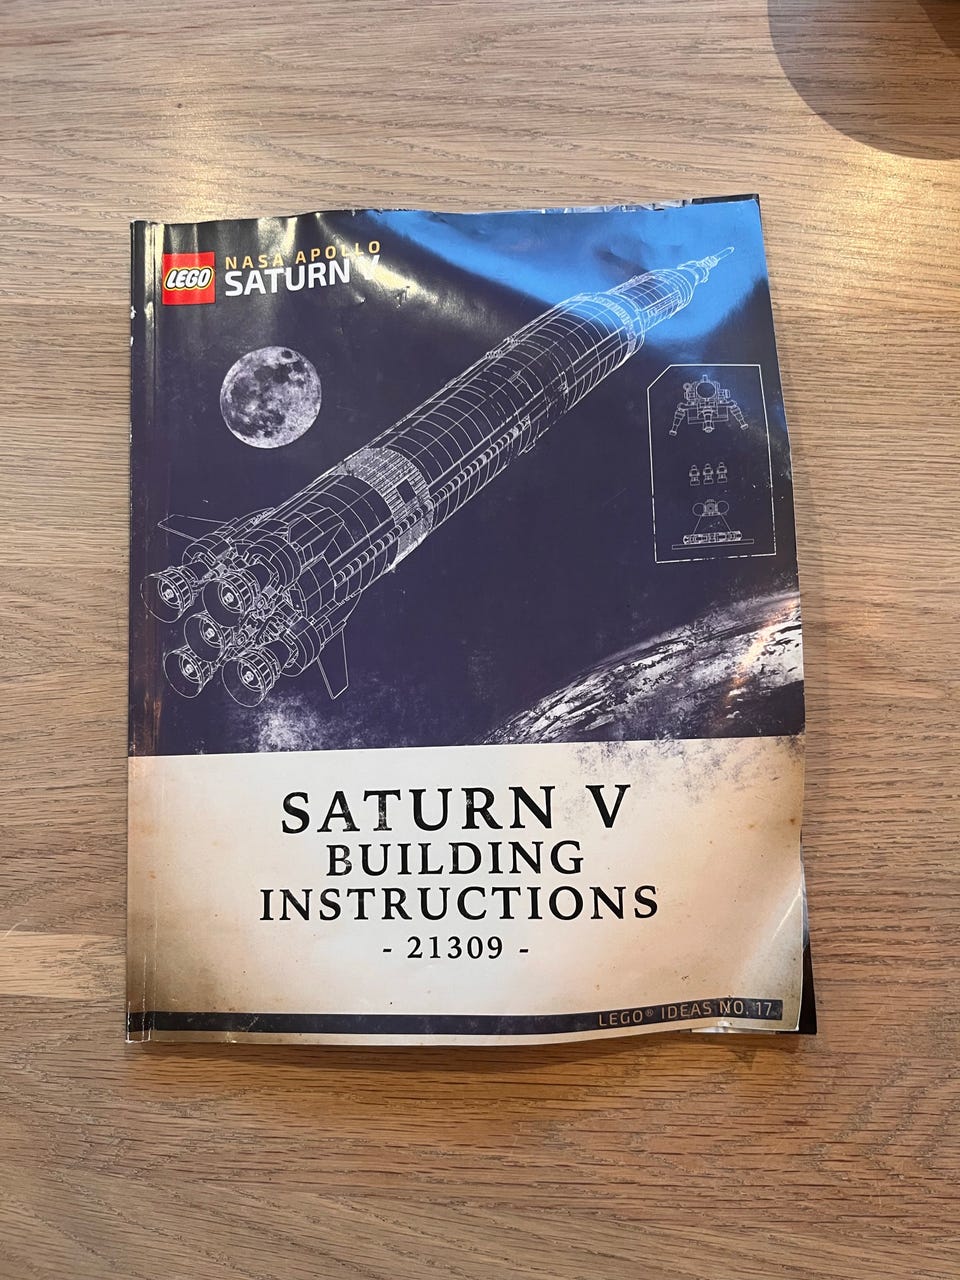 LEGO
NASA APOLLO
SATURN V
SATURN V
BUILDING
INSTRUCTIONS
- 21309 -
LEGO® IDEAS NO. 17